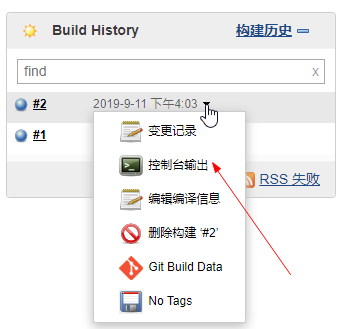 Build History 构建历史
find x
#2 2019-9-11 下午4:03
#1
变更记录
控制台输出
RSS 失败
编辑编译信息
删除构建 ‘#2’
Git Build Data
No Tags